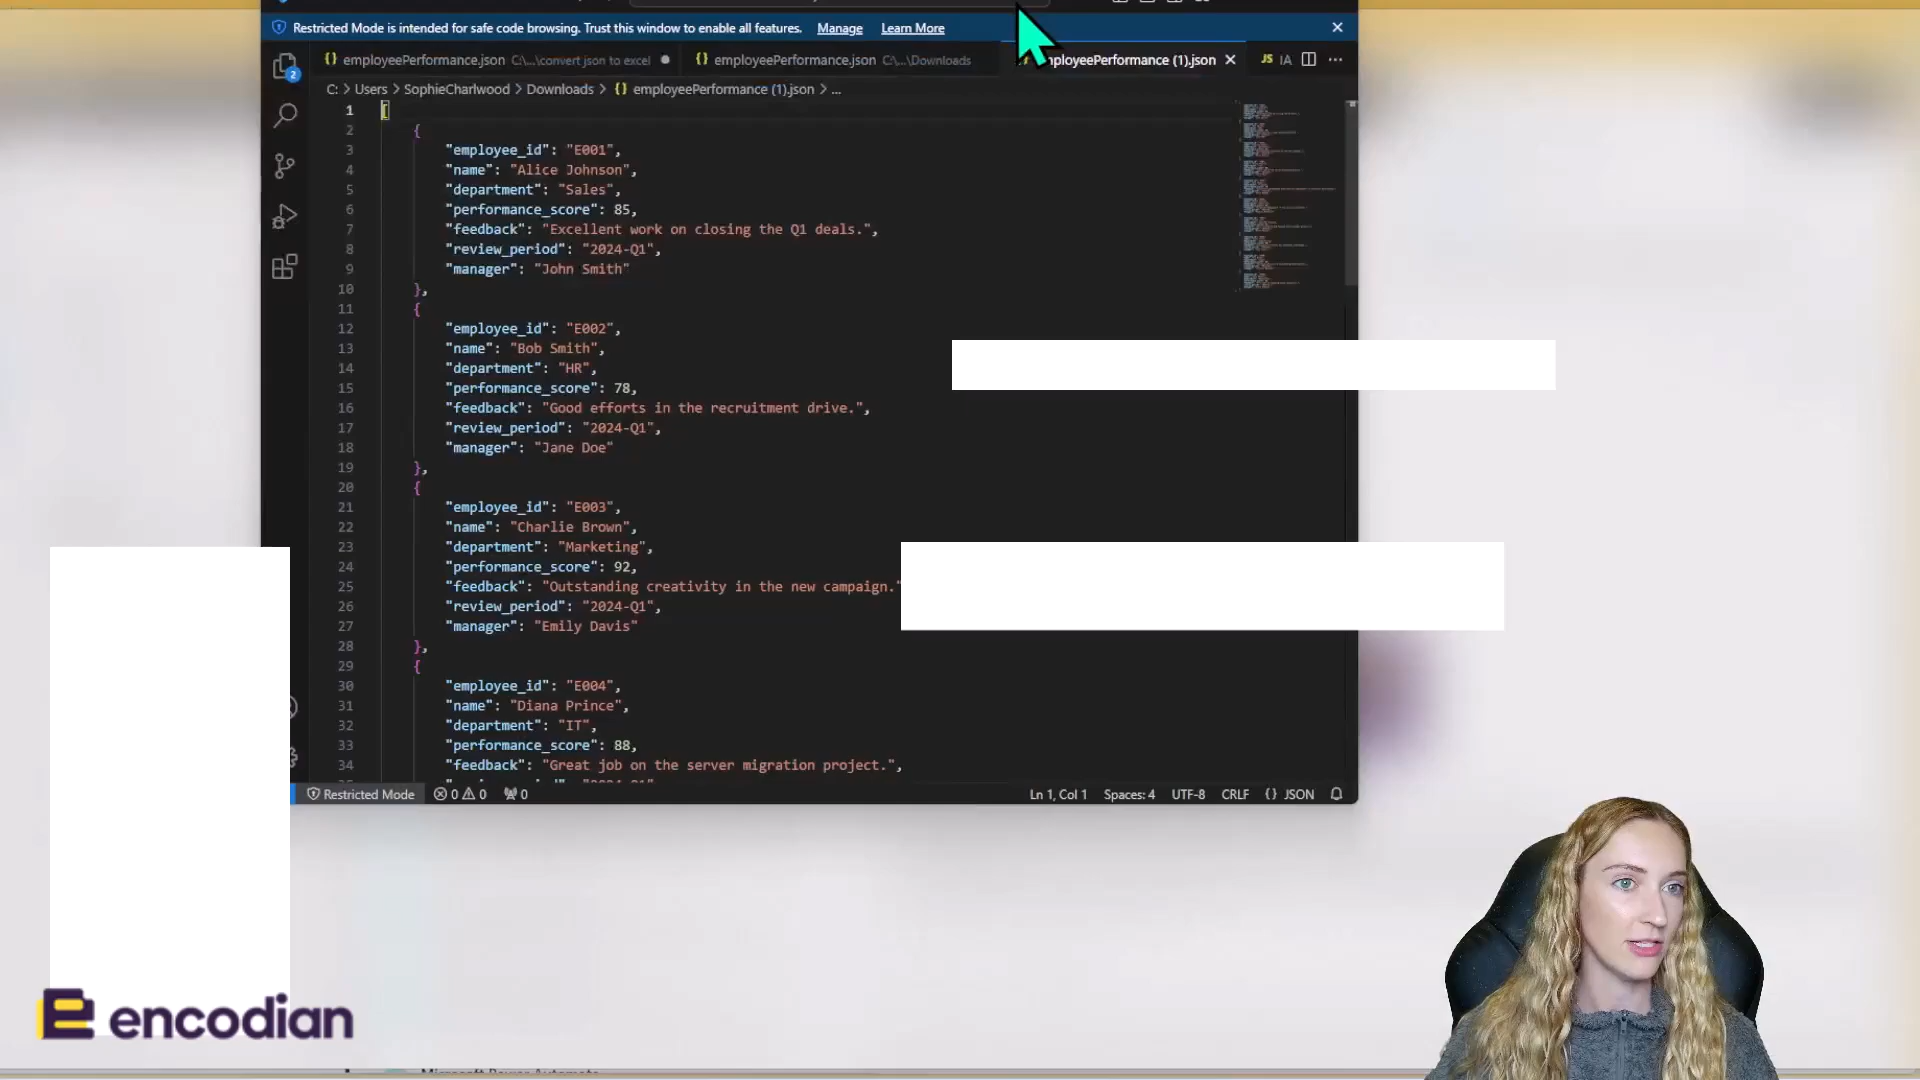 Restricted Mode is intended for safe code browsing. Trust this window to enable all features. Manage Learn More
2
{} employeePerformance.json C:\...\convert json to excel {} employeePerformance.json C:\...\Downloads employeePerformance (1).json JS IA ...
C: > Users > SophieCharlwood > Downloads > {} employeePerformance (1).json > ...
1 [
2 {
3 "employee_id": "E001",
4 "name": "Alice Johnson",
5 "department": "Sales",
6 "performance_score": 85,
7 "feedback": "Excellent work on closing the Q1 deals.",
8 "review_period": "2024-Q1",
9 "manager": "John Smith"
10 },
11 {
12 "employee_id": "E002",
13 "name": "Bob Smith",
14 "department": "HR",
15 "performance_score": 78,
16 "feedback": "Good efforts in the recruitment drive.",
17 "review_period": "2024-Q1",
18 "manager": "Jane Doe"
19 },
20 {
21 "employee_id": "E003",
22 "name": "Charlie Brown",
23 "department": "Marketing",
24 "performance_score": 92,
25 "feedback": "Outstanding creativity in the new campaign."
26 "review_period": "2024-Q1",
27 "manager": "Emily Davis"
28 },
29 {
30 "employee_id": "E004",
31 "name": "Diana Prince",
32 "department": "IT",
33 "performance_score": 88,
34 "feedback": "Great job on the server migration project.",
Restricted Mode 0 0 0 Ln 1, Col 1 Spaces: 4 UTF-8 CRLF {} JSON
encodian